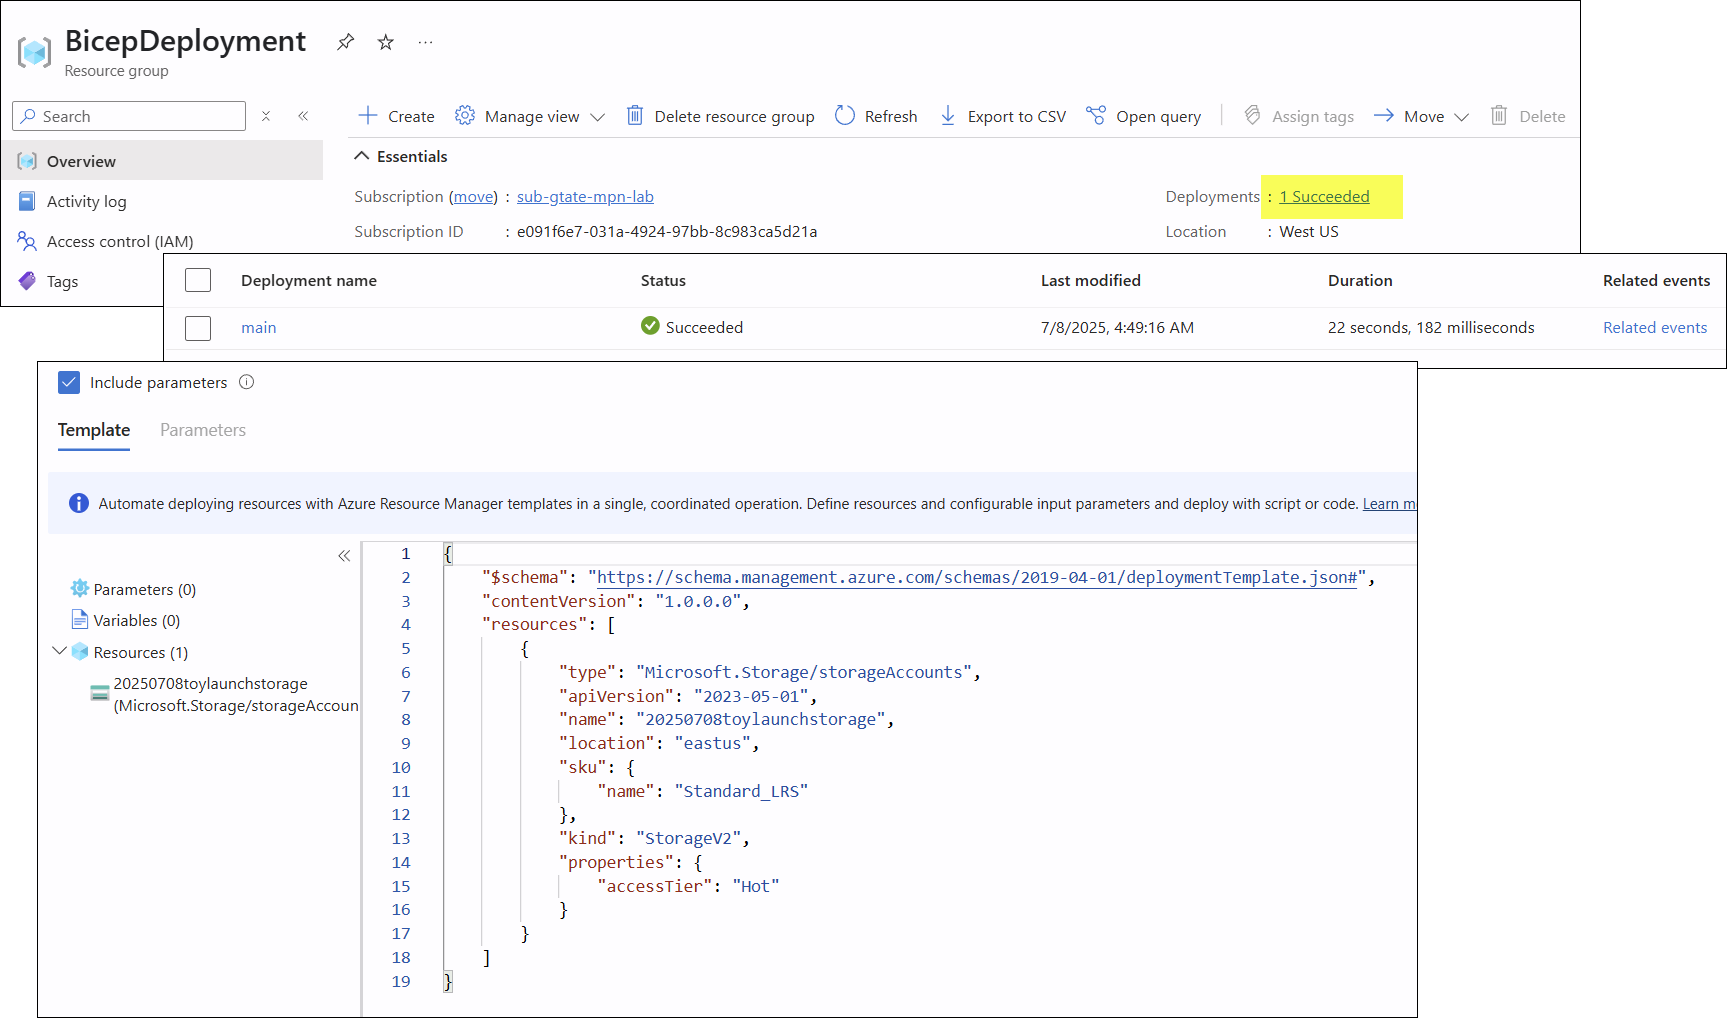 BicepDeployment
Resource group
Search
Create
Manage view
Delete resource group
Refresh
Export to CSV
Open query
Assign tags
Move
Delete
Overview
Activity log
Access control (IAM)
Tags
Essentials
Subscription (move) : sub-gtate-mpn-lab
Deployments : 1 Succeeded
Subscription ID : e091f6e7-031a-4924-97bb-8c983ca5d21a
Location : West US
Deployment name Status Last modified Duration Related events
main Succeeded 7/8/2025, 4:49:16 AM 22 seconds, 182 milliseconds Related events
Include parameters
Template Parameters
Automate deploying resources with Azure Resource Manager templates in a single, coordinated operation. Define resources and configurable input parameters and deploy with script or code. Learn m
Parameters (0)
Variables (0)
Resources (1)
20250708toylaunchstorage
(Microsoft.Storage/storageAccoun
1 {
2 "$schema": "https://schema.management.azure.com/schemas/2019-04-01/deploymentTemplate.json#",
3 "contentVersion": "1.0.0.0",
4 "resources": [
5 {
6 "type": "Microsoft.Storage/storageAccounts",
7 "apiVersion": "2023-05-01",
8 "name": "20250708toylaunchstorage",
9 "location": "eastus",
10 "sku": {
11 "name": "Standard_LRS"
12 },
13 "kind": "StorageV2",
14 "properties": {
15 "accessTier": "Hot"
16 }
17 }
18 ]
19 }